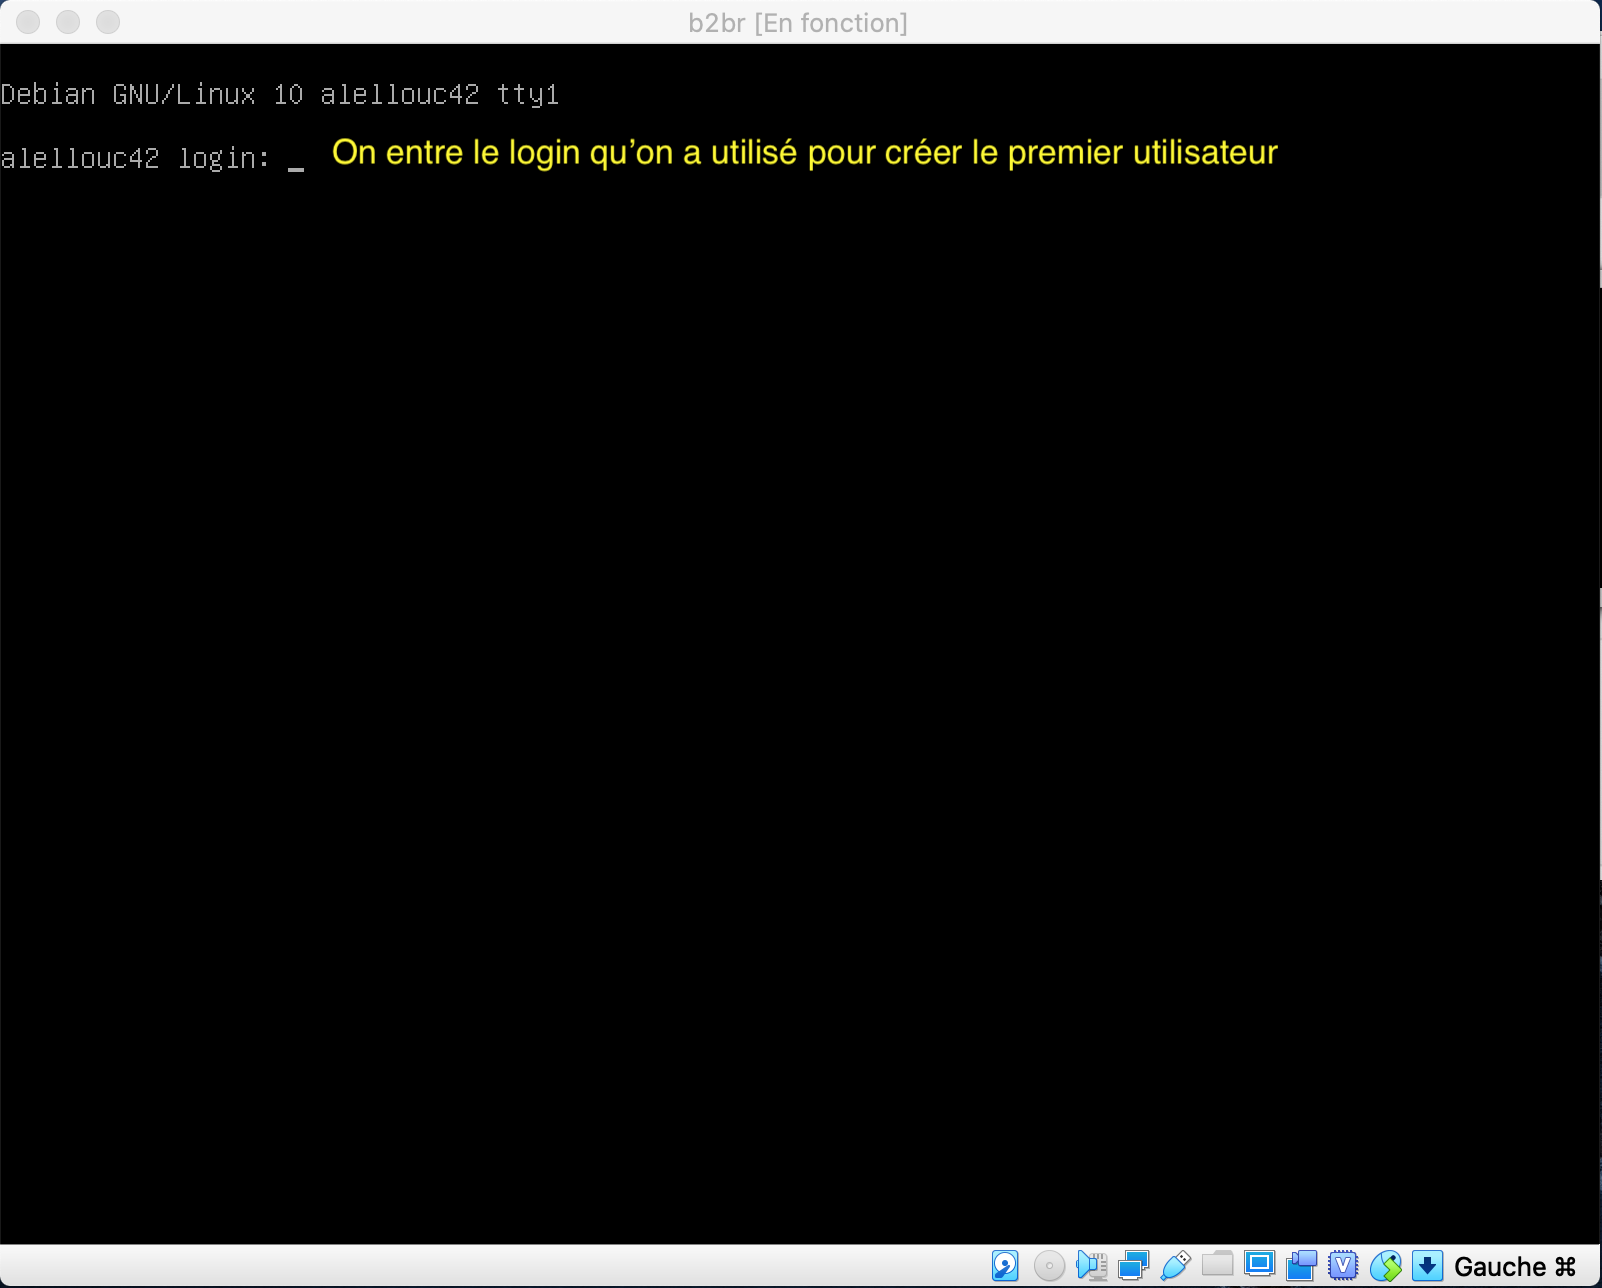 b2br [En fonction]
Debian GNU/Linux 10 alellouc42 tty1
alellouc42 login: _ On entre le login qu’on a utilisé pour créer le premier utilisateur
Gauche ⌘